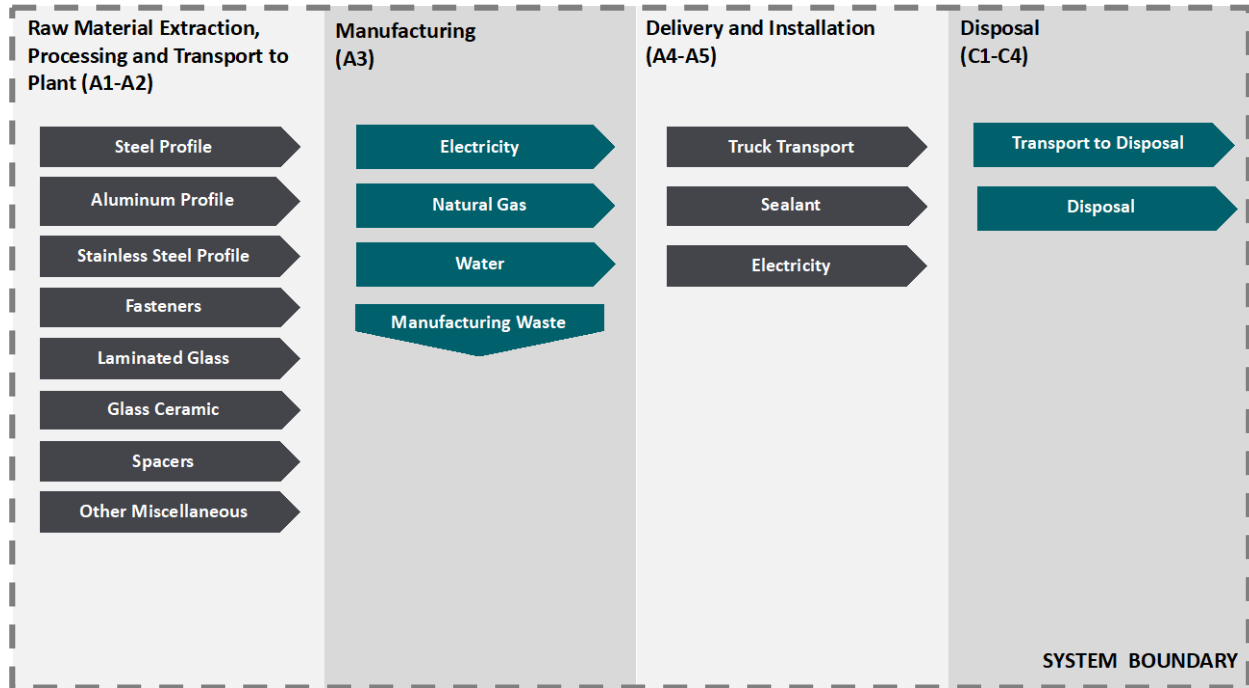 Raw Material Extraction,
Processing and Transport to
Plant (A1-A2)
Steel Profile
Aluminum Profile
Stainless Steel Profile
Fasteners
Laminated Glass
Glass Ceramic
Spacers
Other Miscellaneous
Manufacturing
(A3)
Electricity
Natural Gas
Water
Manufacturing Waste
Delivery and Installation
(A4-A5)
Truck Transport
Sealant
Electricity
Disposal
(C1-C4)
Transport to Disposal
Disposal
SYSTEM BOUNDARY